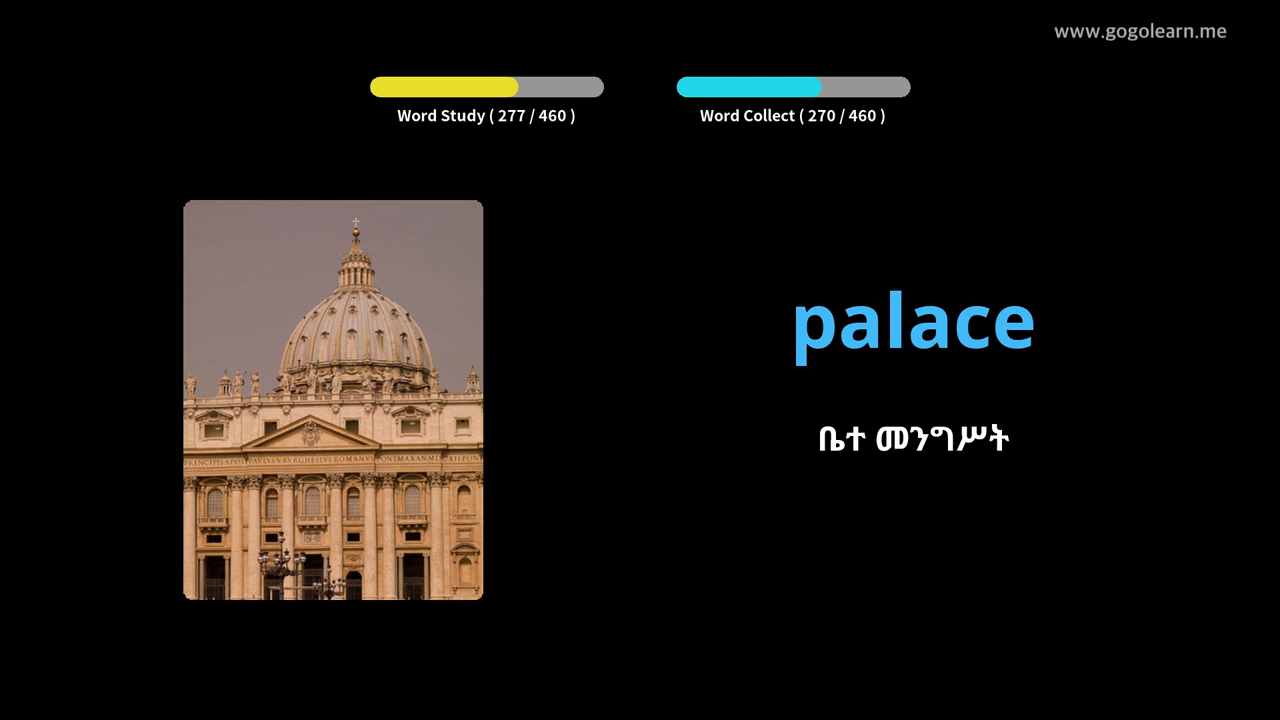 www.gogolearn.me
Word Study ( 277 / 460 )
Word Collect ( 270 / 460 )
palace
ቤተ መንግሥት